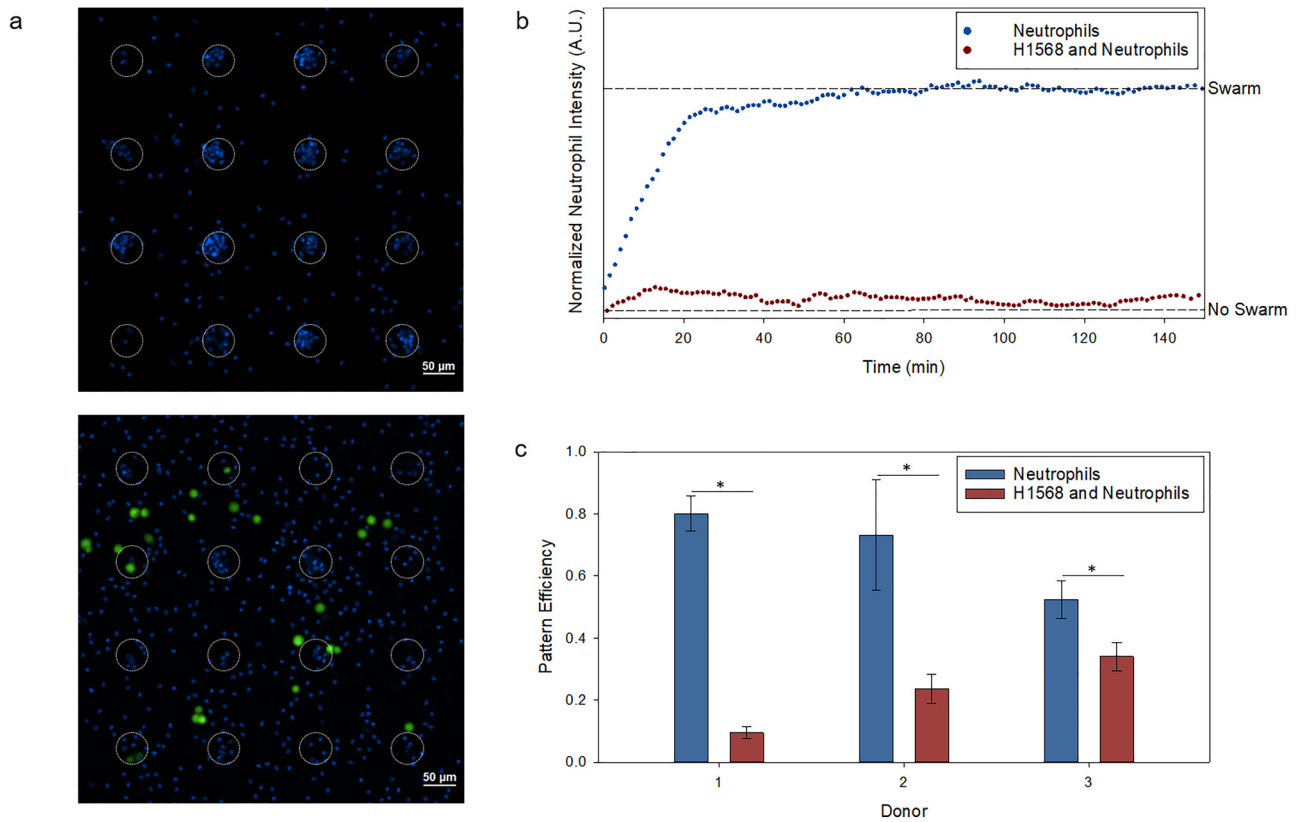 a
50 µm
50 µm
b
Normalized Neutrophil Intensity (A.U.)
Neutrophils
H1568 and Neutrophils
Swarm
No Swarm
0 20 40 60 80 100 120 140
Time (min)
c
Pattern Efficiency
1.0
0.8
0.6
0.4
0.2
0.0
Neutrophils
H1568 and Neutrophils
* * *
1 2 3
Donor